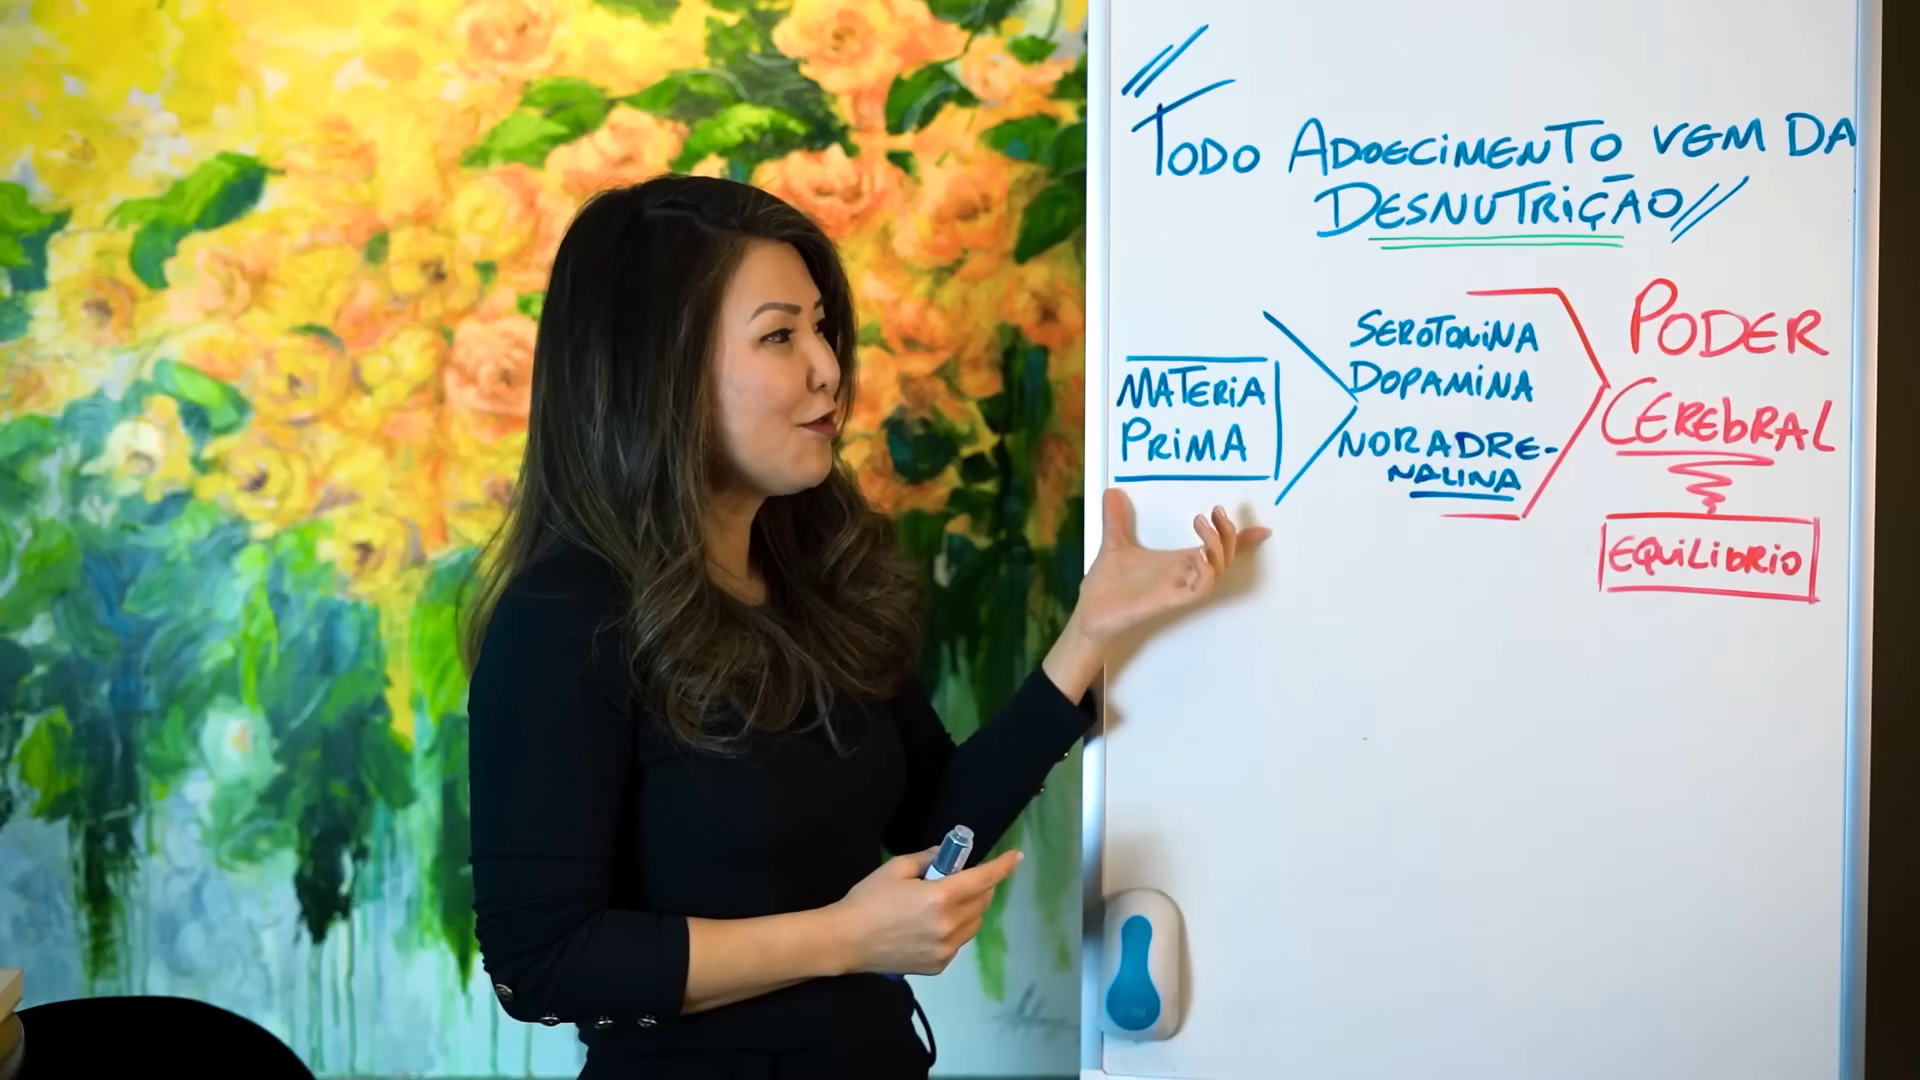 // TODO ADOECIMENTO VEM DA
DESNUTRIÇÃO //
MATERIA
PRIMA
SEROTONINA
DOPAMINA
NORADRE-
NALINA
PODER
CEREBRAL
EQUILIBRIO